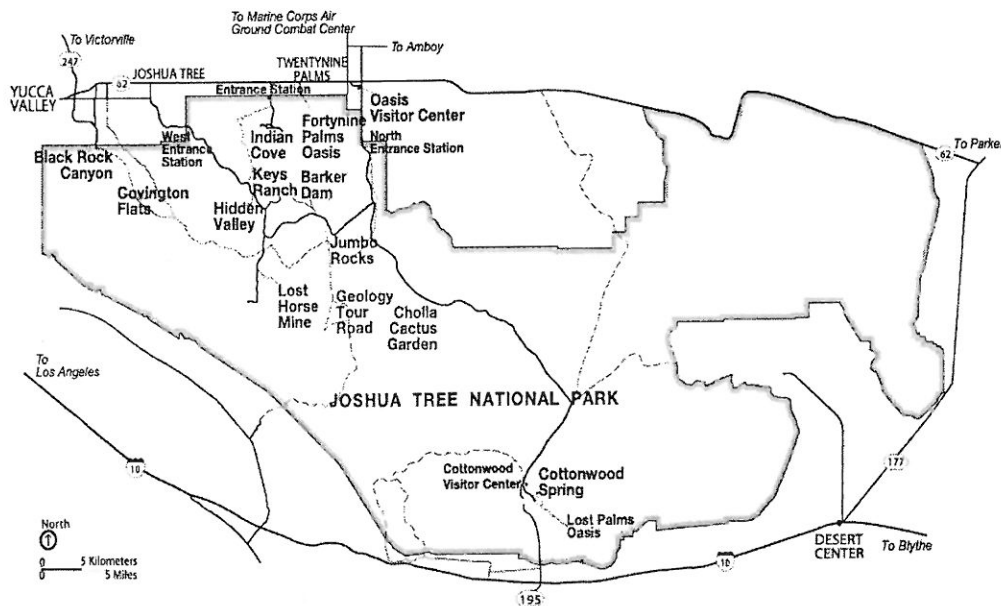 To Marine Corps Air
Ground Combat Center
To Victorville
To Amboy
247
62
JOSHUA TREE
TWENTYNINE
PALMS
YUCCA
VALLEY
Entrance Station
Oasis
Visitor Center
Fortynine
Palms
Oasis
Indian
Cove
North
Entrance Station
West
Entrance
Station
To Parker
62
Black Rock
Canyon
Covington
Flats
Keys
Ranch
Barker
Dam
Hidden
Valley
Jumbo
Rocks
Lost
Horse
Mine
Geology
Tour
Road
Cholla
Cactus
Garden
To
Los Angeles
JOSHUA TREE NATIONAL PARK
10
177
Cottonwood
Visitor Center
Cottonwood
Spring
Lost Palms
Oasis
North
0 5 Kilometers
0 5 Miles
DESERT
CENTER
To Blythe
10
195